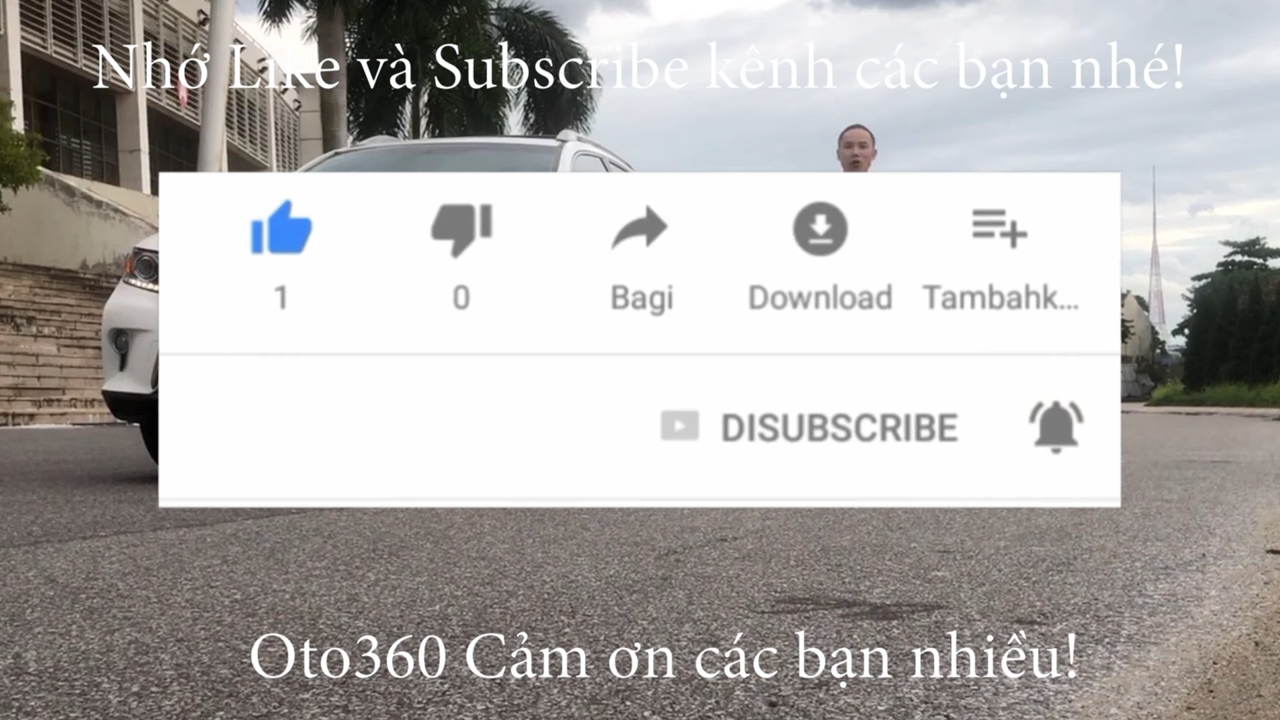 Nhớ Like và Subscribe kênh các bạn nhé!
1 0 Bagi Download Tambahk...
DISUBSCRIBE
Oto360 Cảm ơn các bạn nhiều!